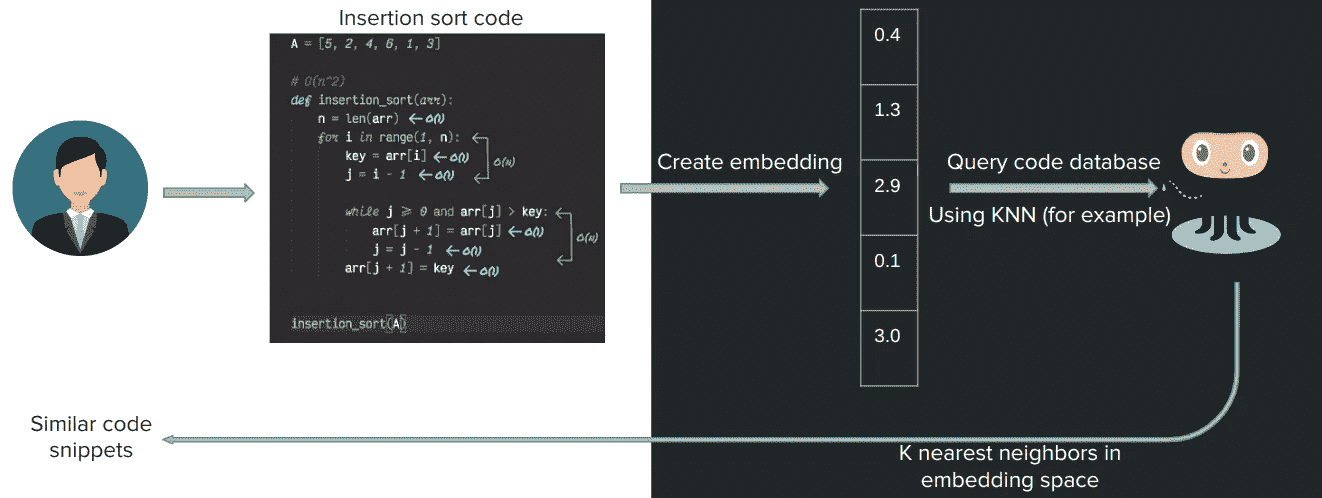 Insertion sort code
A = [5, 2, 4, 6, 1, 3]
# O(n^2)
def insertion_sort(arr):
n = len(arr) ← O(1)
for i in range(1, n):
O(n)
key = arr[i] ← O(1)
j = i - 1 ← O(1)
while j ⩾ 0 and arr[j] > key:
arr[j + 1] = arr[j] ← O(1)
O(n)
j = j - 1 ← O(1)
arr[j + 1] = key ← O(1)
insertion_sort(A)
Create embedding
0.4
1.3
2.9
0.1
3.0
Query code database
Using KNN (for example)
K nearest neighbors in
embedding space
Similar code
snippets